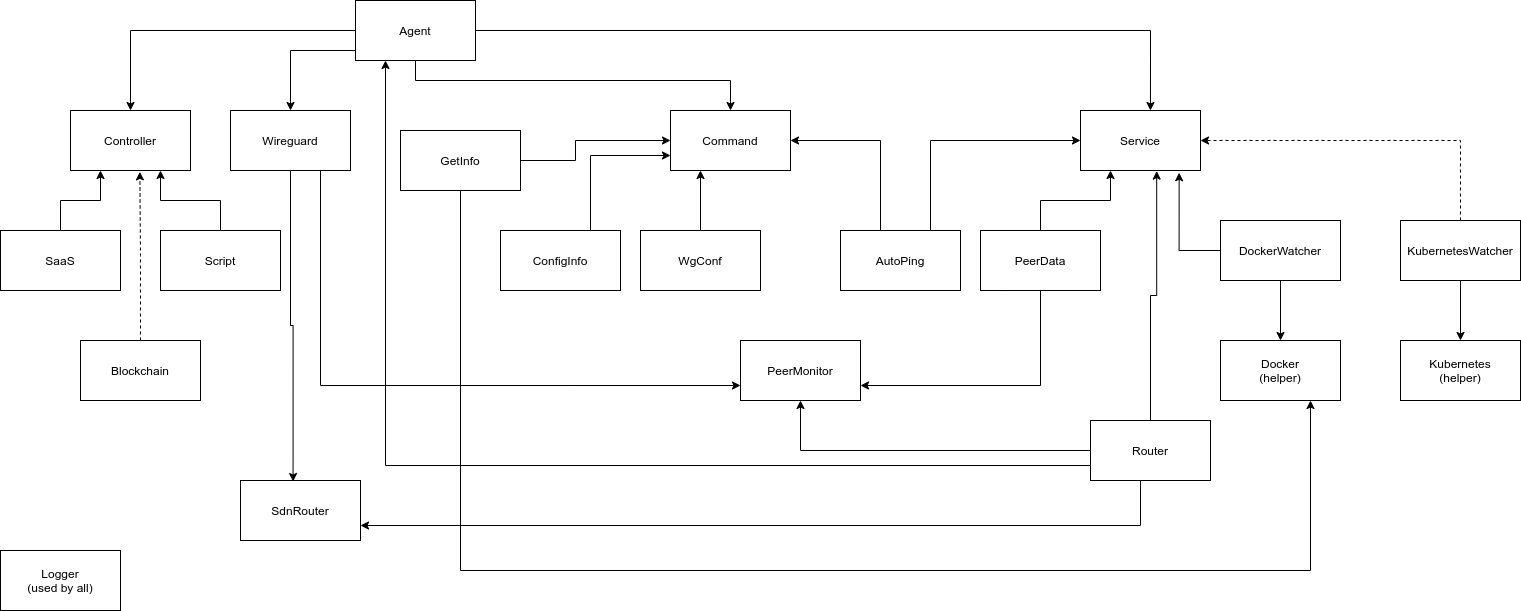 Agent
Controller
Wireguard
GetInfo
Command
Service
SaaS
Script
ConfigInfo
WgConf
AutoPing
PeerData
DockerWatcher
KubernetesWatcher
Blockchain
PeerMonitor
Docker
(helper)
Kubernetes
(helper)
Router
SdnRouter
Logger
(used by all)